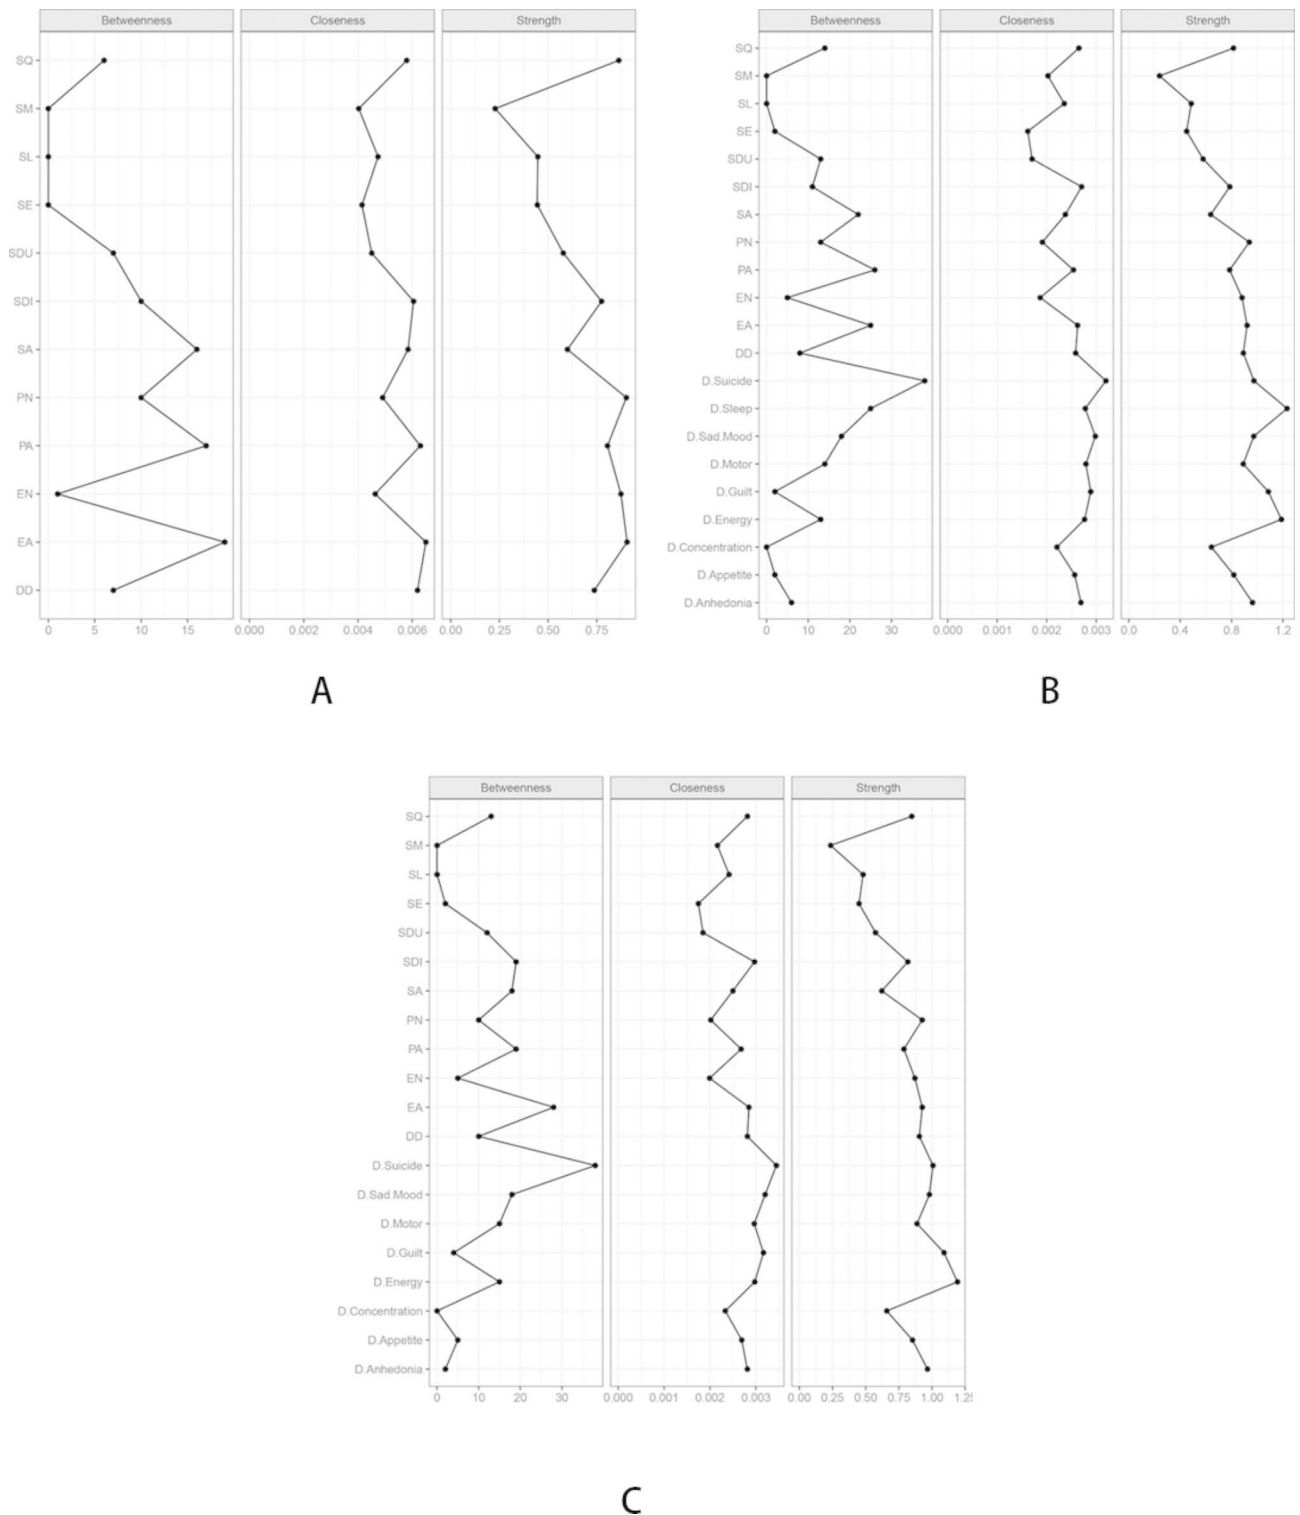 Betweenness Closeness Strength
SQ
SM
SL
SE
SDU
SDI
SA
PN
PA
EN
EA
DD
0 5 10 15 0.000 0.002 0.004 0.006 0.00 0.25 0.50 0.75
A
Betweenness Closeness Strength
SQ
SM
SL
SE
SDU
SDI
SA
PN
PA
EN
EA
DD
D.Suicide
D.Sleep
D.Sad.Mood
D.Motor
D.Guilt
D.Energy
D.Concentration
D.Appetite
D.Anhedonia
0 10 20 30 0.000 0.001 0.002 0.003 0.0 0.4 0.8 1.2
B
Betweenness Closeness Strength
SQ
SM
SL
SE
SDU
SDI
SA
PN
PA
EN
EA
DD
D.Suicide
D.Sad.Mood
D.Motor
D.Guilt
D.Energy
D.Concentration
D.Appetite
D.Anhedonia
0 10 20 30 0.000 0.001 0.002 0.003 0.00 0.25 0.50 0.75 1.00
C